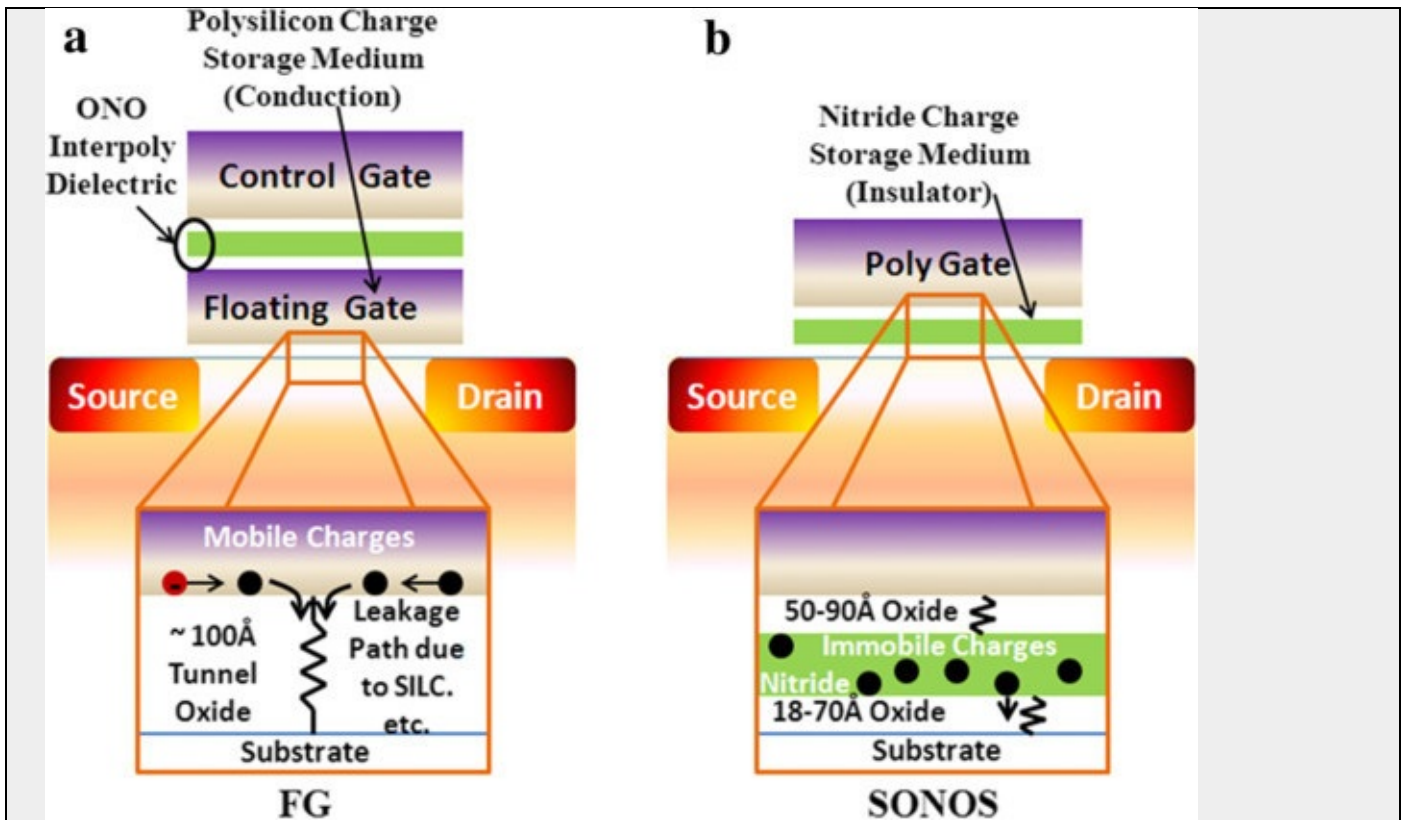 a
Polysilicon Charge
Storage Medium
(Conduction)
ONO
Interpoly
Dielectric
Control Gate
Floating Gate
Source
Drain
Mobile Charges
-
~ 100Å
Tunnel
Oxide
Leakage
Path due
to SILC.
etc.
Substrate
FG
b
Nitride Charge
Storage Medium
(Insulator)
Poly Gate
Source
Drain
50-90Å Oxide
Immobile Charges
Nitride
18-70Å Oxide
Substrate
SONOS